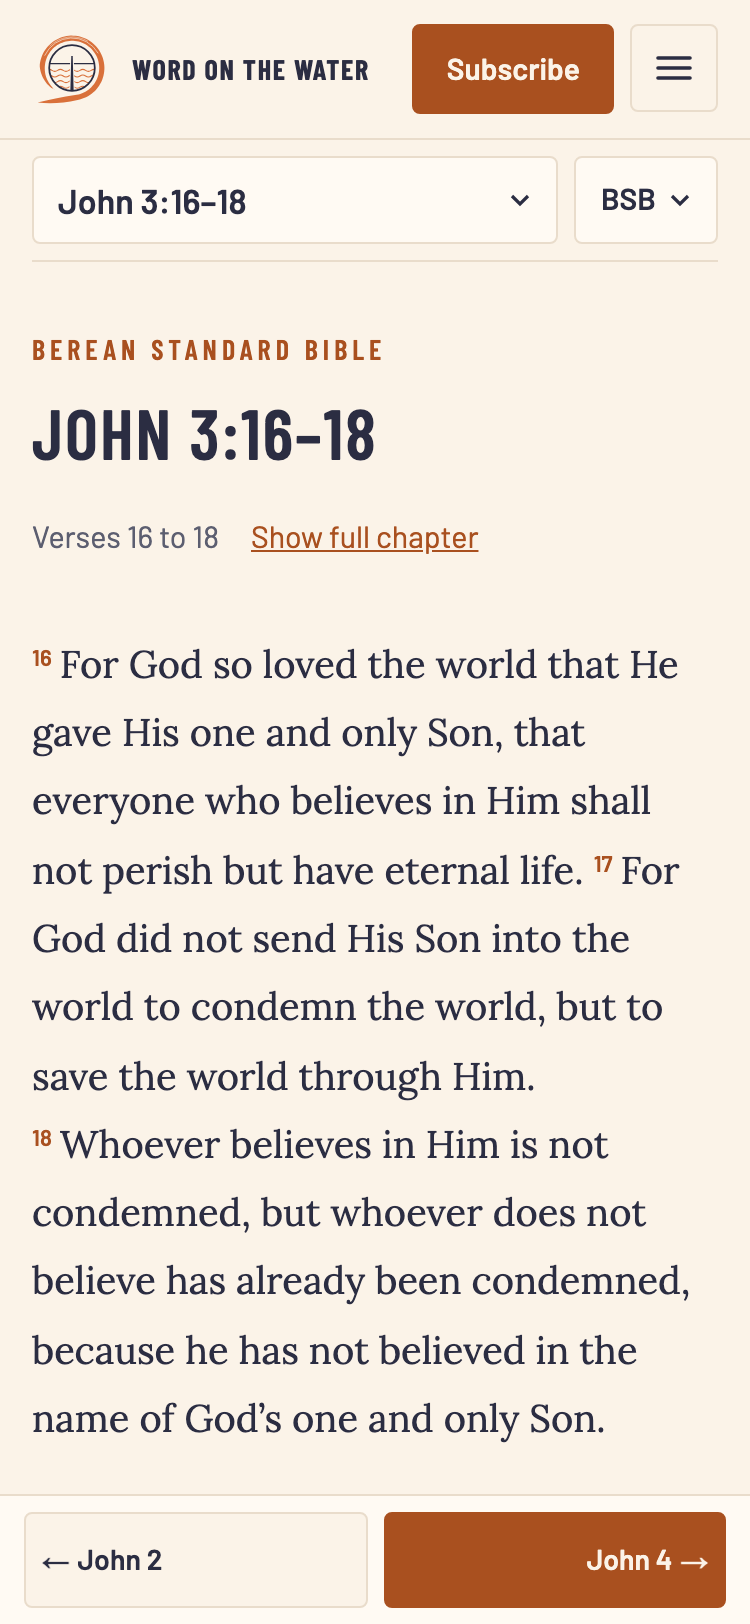 WORD ON THE WATER
Subscribe
John 3:16–18
BSB
BEREAN STANDARD BIBLE
JOHN 3:16–18
Verses 16 to 18 Show full chapter
16 For God so loved the world that He
gave His one and only Son, that
everyone who believes in Him shall
not perish but have eternal life. 17 For
God did not send His Son into the
world to condemn the world, but to
save the world through Him.
18 Whoever believes in Him is not
condemned, but whoever does not
believe has already been condemned,
because he has not believed in the
name of God’s one and only Son.
← John 2
John 4 →